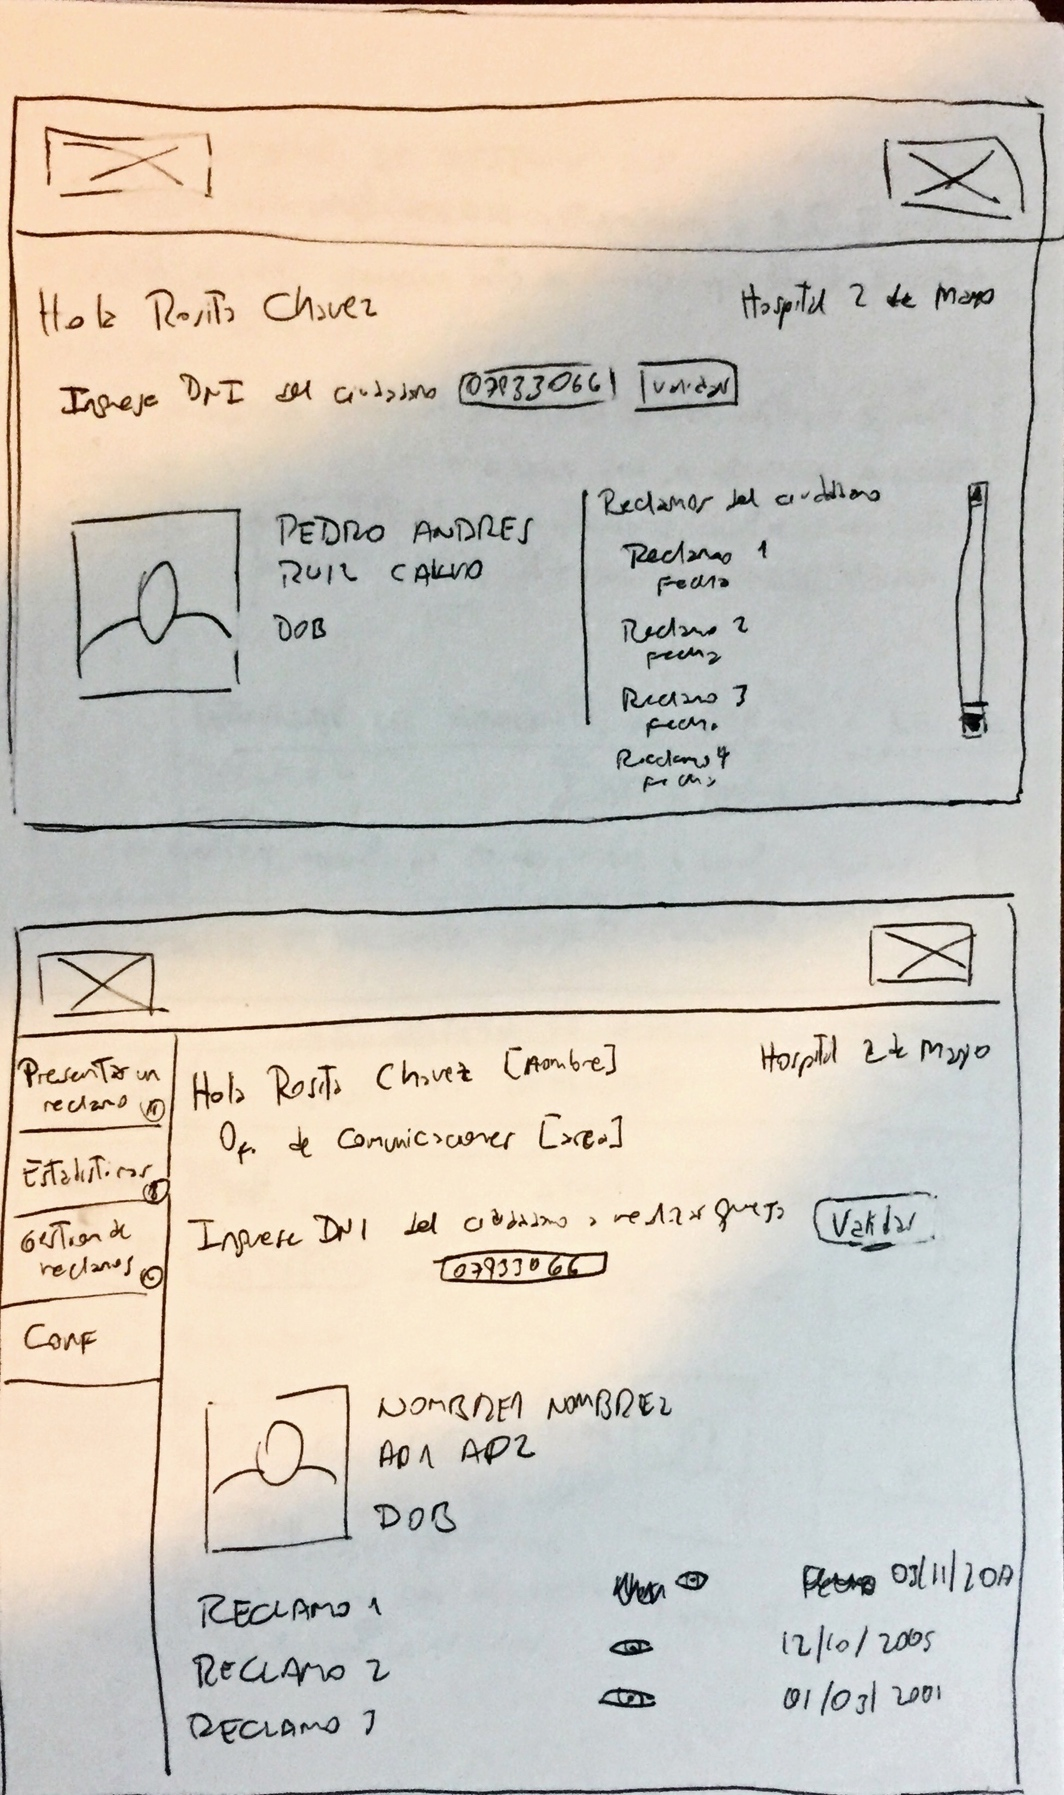 Hola Rosita Chavez
Hospital 2 de Mayo
Ingrese DNI del ciudadano 07933066 Validar
PEDRO ANDRES
RUIZ CALVO
DOB
Reclamos del ciudadano
Reclamo 1
Fecha
Reclamo 2
Fecha
Reclamo 3
Fecha
Reclamo 4
Fecha
Presentar un
reclamo
Estadisticas
Gestion de
reclamos
CONF
Hola Rosita Chavez [Nombre]
Hospital 2 de Mayo
Of. de Comunicaciones [area]
Ingrese DNI del ciudadano a realizar queja Validar
07933066
NOMBRE1 NOMBRE2
AP1 AP2
DOB
RECLAMO 1 03/11/2017
RECLAMO 2 12/10/2005
RECLAMO 3 01/03/2001